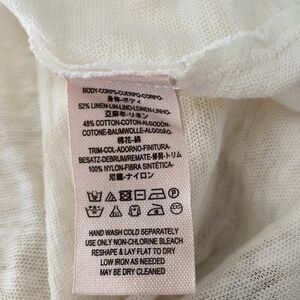 BODY-CORPS-CUERPO-CORPO-
身体-ボディ
52% LINEN-LIN-LINO-LEINEN-LINHO-
亞麻布-リネン
48% COTTON-COTON-ALGODÓN-
COTONE-BAUMWOLLE-ALGODÃO-
棉花-綿
TRIM-COL-ADORNO-FINITURA-
BESATZ-DEBRUM/REMATE-修剪-トリム
100% NYLON-FIBRA SINTÉTICA-
尼龍-ナイロン
HAND WASH COLD SEPARATELY
USE ONLY NON-CHLORINE BLEACH
RESHAPE & LAY FLAT TO DRY
LOW IRON AS NEEDED
MAY BE DRY CLEANED